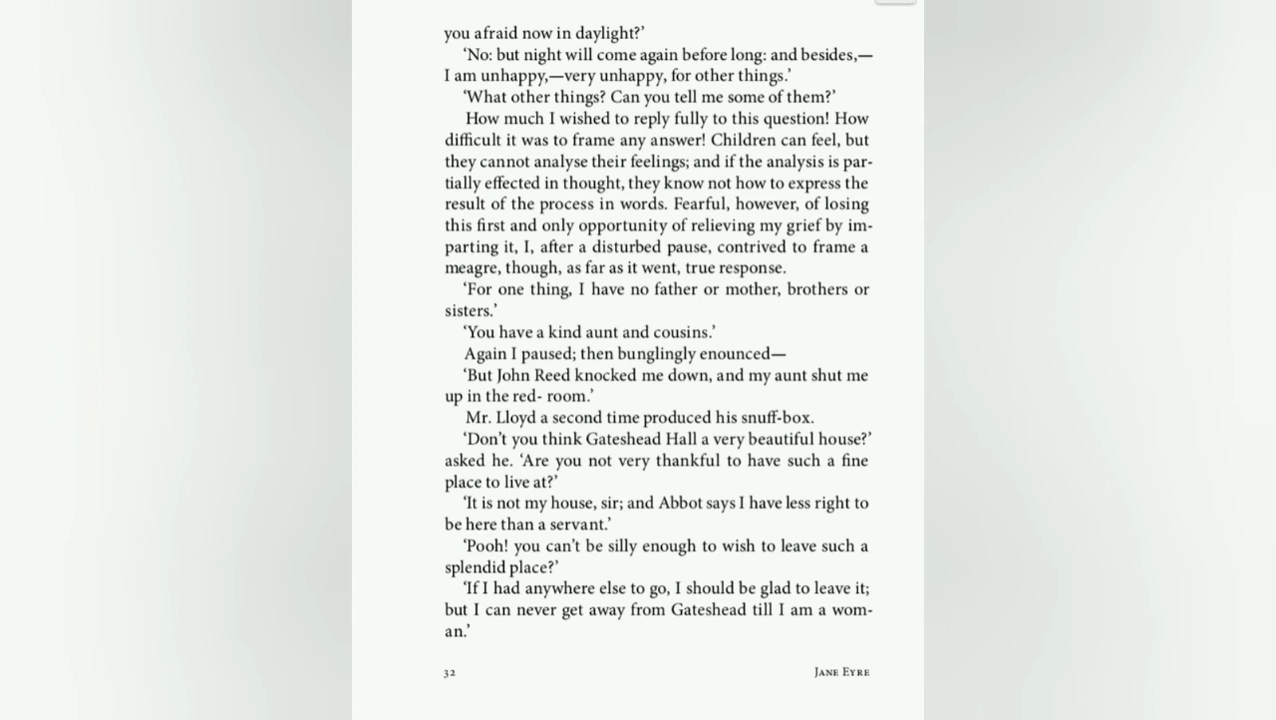 you afraid now in daylight?’
‘No: but night will come again before long: and besides,—
I am unhappy,—very unhappy, for other things.’
‘What other things? Can you tell me some of them?’
How much I wished to reply fully to this question! How
difficult it was to frame any answer! Children can feel, but
they cannot analyse their feelings; and if the analysis is par-
tially effected in thought, they know not how to express the
result of the process in words. Fearful, however, of losing
this first and only opportunity of relieving my grief by im-
parting it, I, after a disturbed pause, contrived to frame a
meagre, though, as far as it went, true response.
‘For one thing, I have no father or mother, brothers or
sisters.’
‘You have a kind aunt and cousins.’
Again I paused; then bunglingly enounced—
‘But John Reed knocked me down, and my aunt shut me
up in the red- room.’
Mr. Lloyd a second time produced his snuff-box.
‘Don’t you think Gateshead Hall a very beautiful house?’
asked he. ‘Are you not very thankful to have such a fine
place to live at?’
‘It is not my house, sir; and Abbot says I have less right to
be here than a servant.’
‘Pooh! you can’t be silly enough to wish to leave such a
splendid place?’
‘If I had anywhere else to go, I should be glad to leave it;
but I can never get away from Gateshead till I am a wom-
an.’
32 Jane Eyre